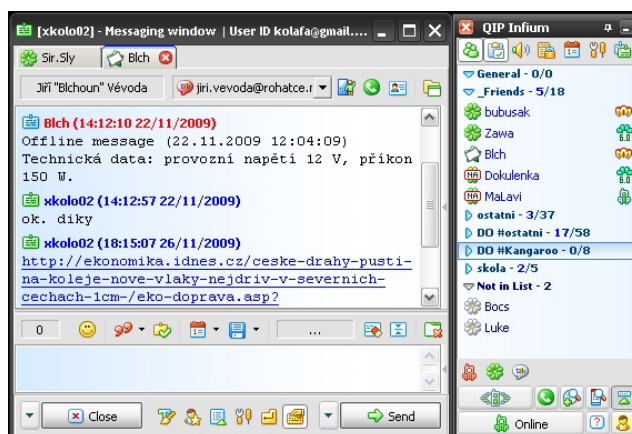 [xkolo02] - Messaging window | User ID kolafa@gmail....
Sir.Sly
Blch
Jiří "Blchoun" Vévoda
jiri.vevoda@rohatce.r
Blch (14:12:10 22/11/2009)
Offline message (22.11.2009 12:04:09)
Technická data: provozní napětí 12 V, příkon
150 W.
xkolo02 (14:12:57 22/11/2009)
ok. diky
xkolo02 (18:15:07 26/11/2009)
http://ekonomika.idnes.cz/ceske-drahy-pusti-
na-koleje-nove-vlaky-nejdriv-v-severnich-
cechach-1cm-/eko-doprava.asp?
0
...
Close
Send
QIP Infium
General - 0/0
_Friends - 5/18
bubusak
Zawa
Blch
Dokulenka
MaLavi
ostatni - 3/37
DO #ostatni - 17/58
DO #Kangaroo - 0/8
skola - 2/5
Not in List - 2
Bocs
Luke
Online